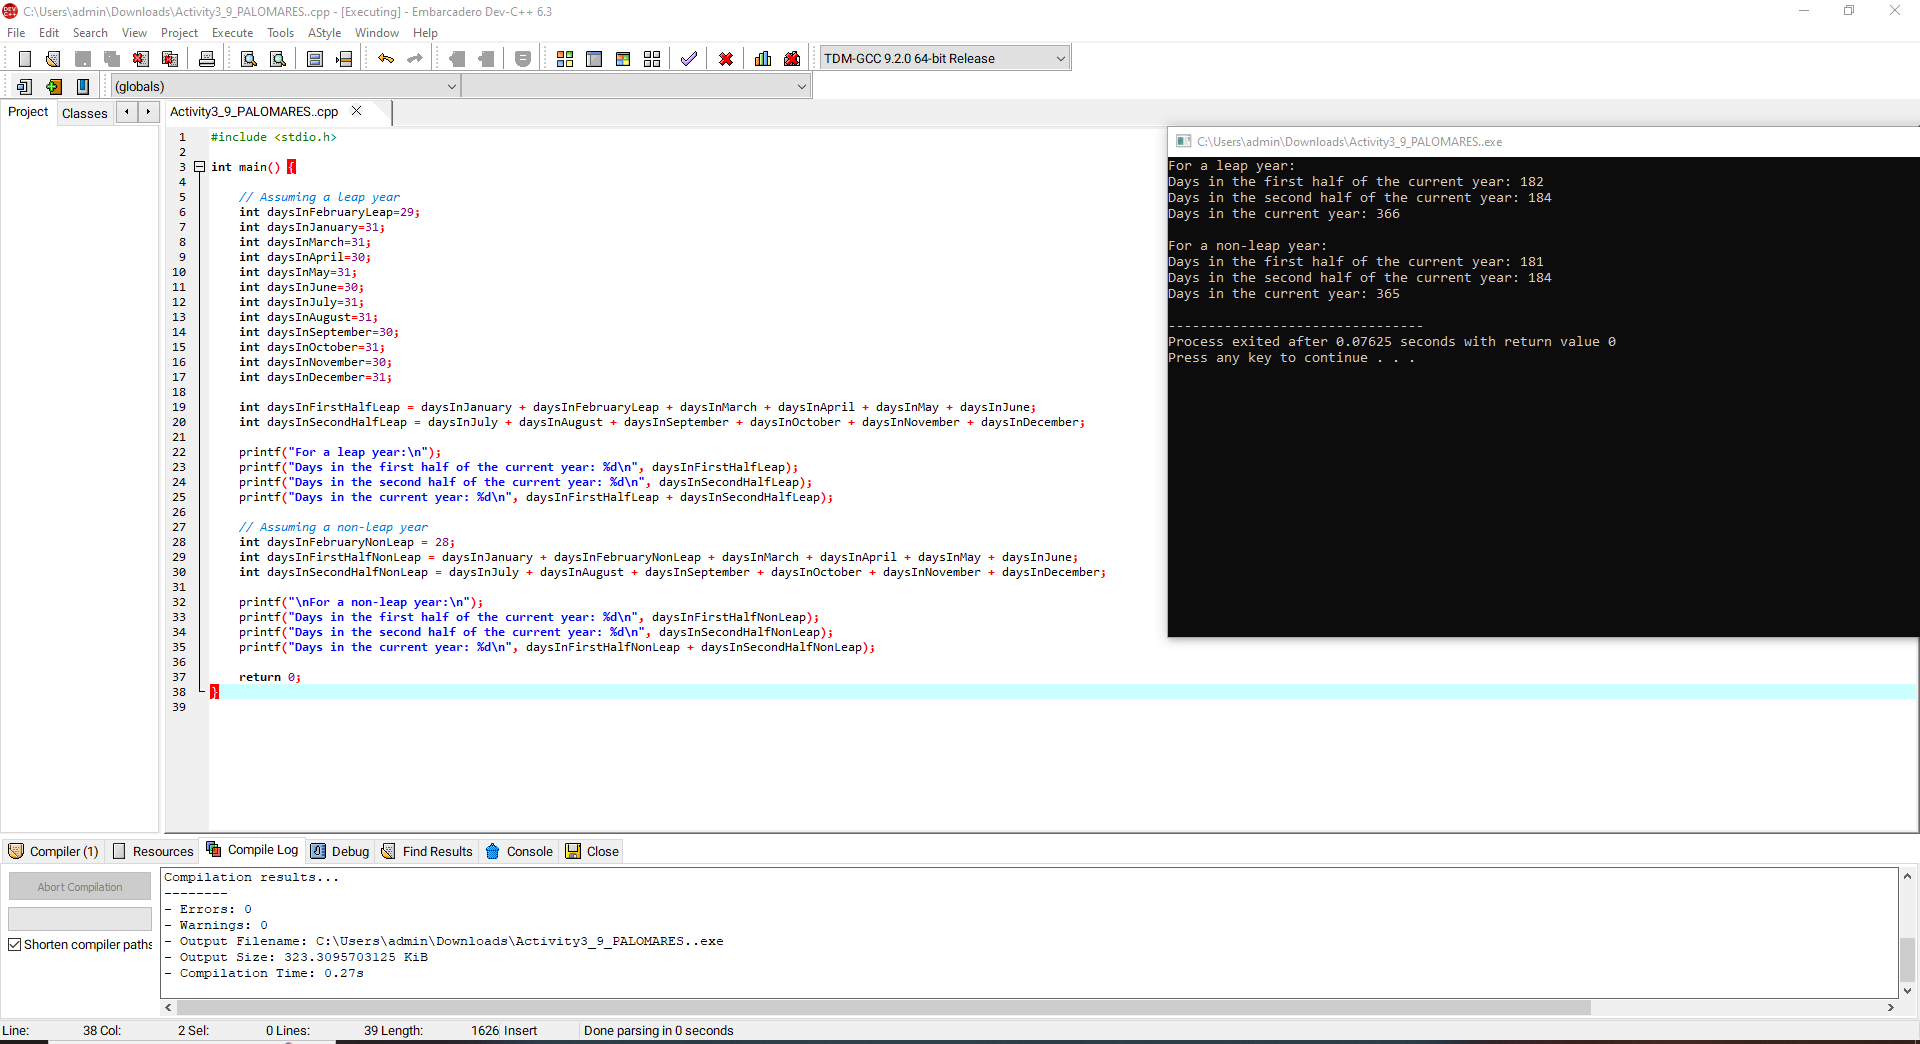 C:\Users\admin\Downloads\Activity3_9_PALOMARES..cpp - [Executing] - Embarcadero Dev-C++ 6.3
File Edit Search View Project Execute Tools AStyle Window Help
TDM-GCC 9.2.0 64-bit Release
(globals)
Project Classes
Activity3_9_PALOMARES..cpp
1 #include <stdio.h>
2
3 int main() {
4
5 // Assuming a leap year
6 int daysInFebruaryLeap=29;
7 int daysInJanuary=31;
8 int daysInMarch=31;
9 int daysInApril=30;
10 int daysInMay=31;
11 int daysInJune=30;
12 int daysInJuly=31;
13 int daysInAugust=31;
14 int daysInSeptember=30;
15 int daysInOctober=31;
16 int daysInNovember=30;
17 int daysInDecember=31;
18
19 int daysInFirstHalfLeap = daysInJanuary + daysInFebruaryLeap + daysInMarch + daysInApril + daysInMay + daysInJune;
20 int daysInSecondHalfLeap = daysInJuly + daysInAugust + daysInSeptember + daysInOctober + daysInNovember + daysInDecember;
21
22 printf("For a leap year:\n");
23 printf("Days in the first half of the current year: %d\n", daysInFirstHalfLeap);
24 printf("Days in the second half of the current year: %d\n", daysInSecondHalfLeap);
25 printf("Days in the current year: %d\n", daysInFirstHalfLeap + daysInSecondHalfLeap);
26
27 // Assuming a non-leap year
28 int daysInFebruaryNonLeap = 28;
29 int daysInFirstHalfNonLeap = daysInJanuary + daysInFebruaryNonLeap + daysInMarch + daysInApril + daysInMay + daysInJune;
30 int daysInSecondHalfNonLeap = daysInJuly + daysInAugust + daysInSeptember + daysInOctober + daysInNovember + daysInDecember;
31
32 printf("\nFor a non-leap year:\n");
33 printf("Days in the first half of the current year: %d\n", daysInFirstHalfNonLeap);
34 printf("Days in the second half of the current year: %d\n", daysInSecondHalfNonLeap);
35 printf("Days in the current year: %d\n", daysInFirstHalfNonLeap + daysInSecondHalfNonLeap);
36
37 return 0;
38 }
39
C:\Users\admin\Downloads\Activity3_9_PALOMARES..exe
For a leap year:
Days in the first half of the current year: 182
Days in the second half of the current year: 184
Days in the current year: 366
For a non-leap year:
Days in the first half of the current year: 181
Days in the second half of the current year: 184
Days in the current year: 365
--------------------------------
Process exited after 0.07625 seconds with return value 0
Press any key to continue . . .
Compiler (1) Resources Compile Log Debug Find Results Console Close
Abort Compilation
Shorten compiler paths
Compilation results...
--------
- Errors: 0
- Warnings: 0
- Output Filename: C:\Users\admin\Downloads\Activity3_9_PALOMARES..exe
- Output Size: 323.3095703125 KiB
- Compilation Time: 0.27s
Line: 38 Col: 2 Sel: 0 Lines: 39 Length: 1626 Insert Done parsing in 0 seconds